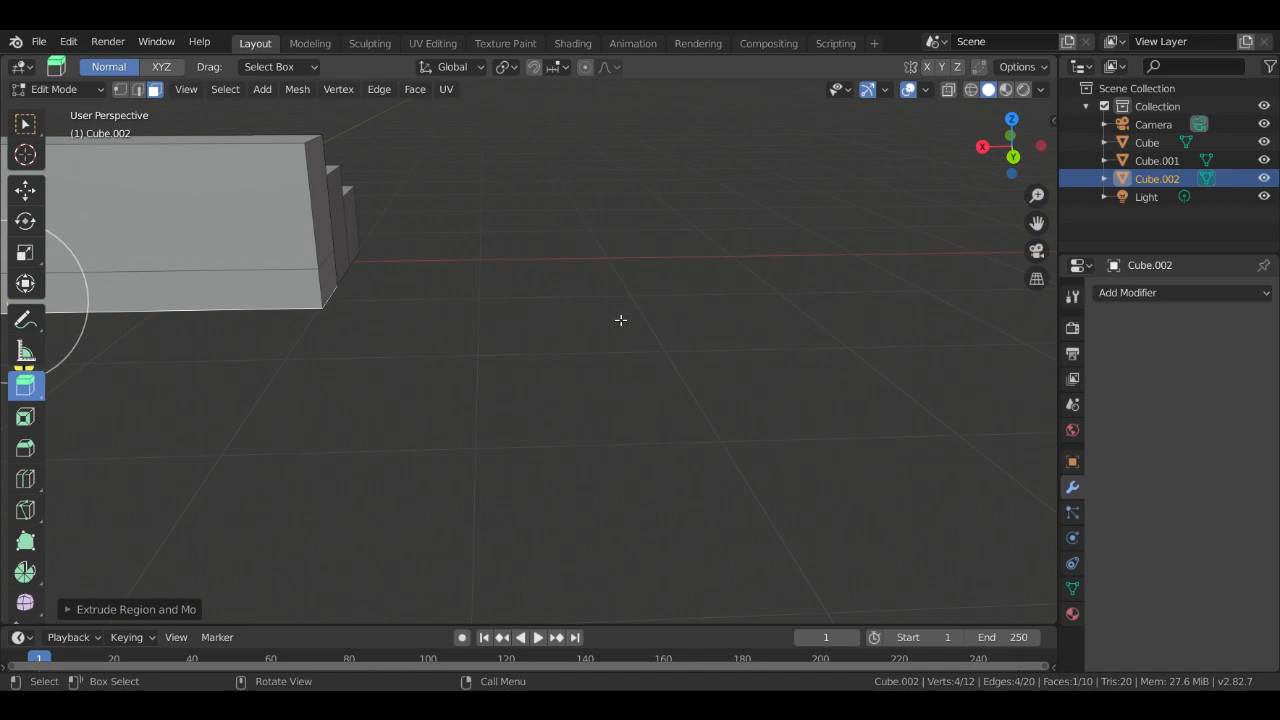 File Edit Render Window Help Layout Modeling Sculpting UV Editing Texture Paint Shading Animation Rendering Compositing Scripting + Scene View Layer
Normal XYZ Drag: Select Box Global X Y Z Options
Edit Mode View Select Add Mesh Vertex Edge Face UV
User Perspective
(1) Cube.002
Z
X
Y
Scene Collection
Collection
Camera
Cube
Cube.001
Cube.002
Light
Cube.002
Add Modifier
Extrude Region and Mo
Playback Keying View Marker 1 Start 1 End 250
1 20 40 60 80 100 120 140 160 180 200 220 240
Select Box Select Rotate View Call Menu Cube.002 | Verts:4/12 | Edges:4/20 | Faces:1/10 | Tris:20 | Mem: 27.6 MiB | v2.82.7